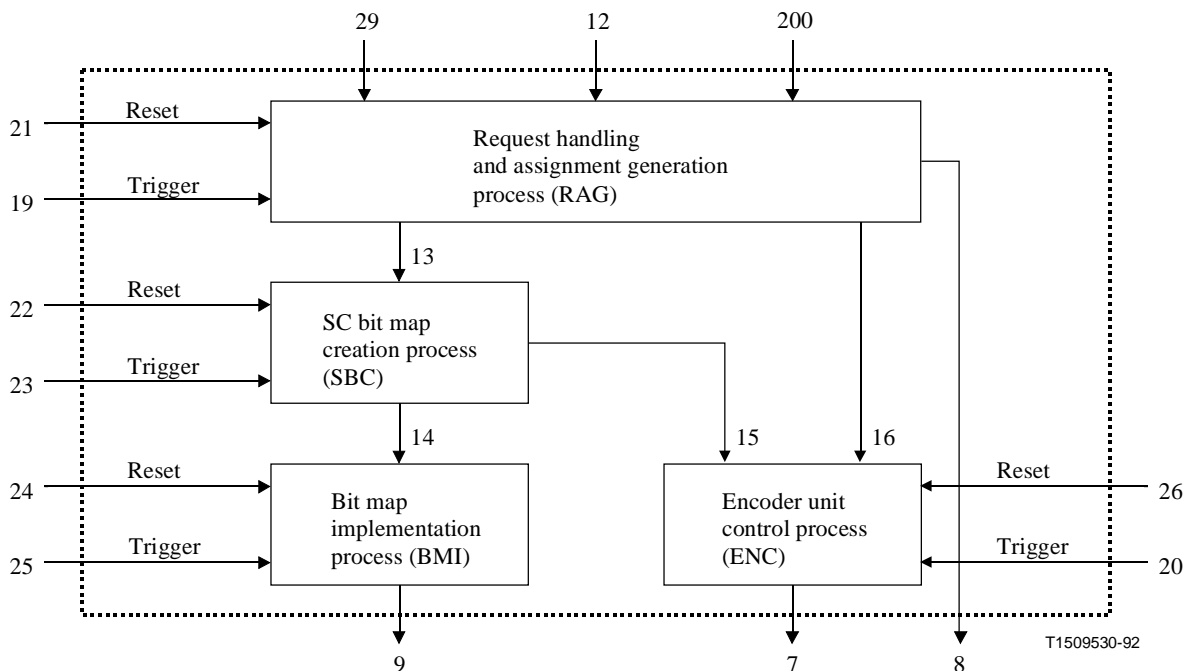 29
12
200
Reset
21
Request handling
and assignment generation
process (RAG)
Trigger
19
13
Reset
22
SC bit map
creation process
(SBC)
Trigger
23
14
15
16
Reset
24
Reset
26
Bit map
implementation
process (BMI)
Encoder unit
control process
(ENC)
Trigger
25
Trigger
20
T1509530-92
9
7
8